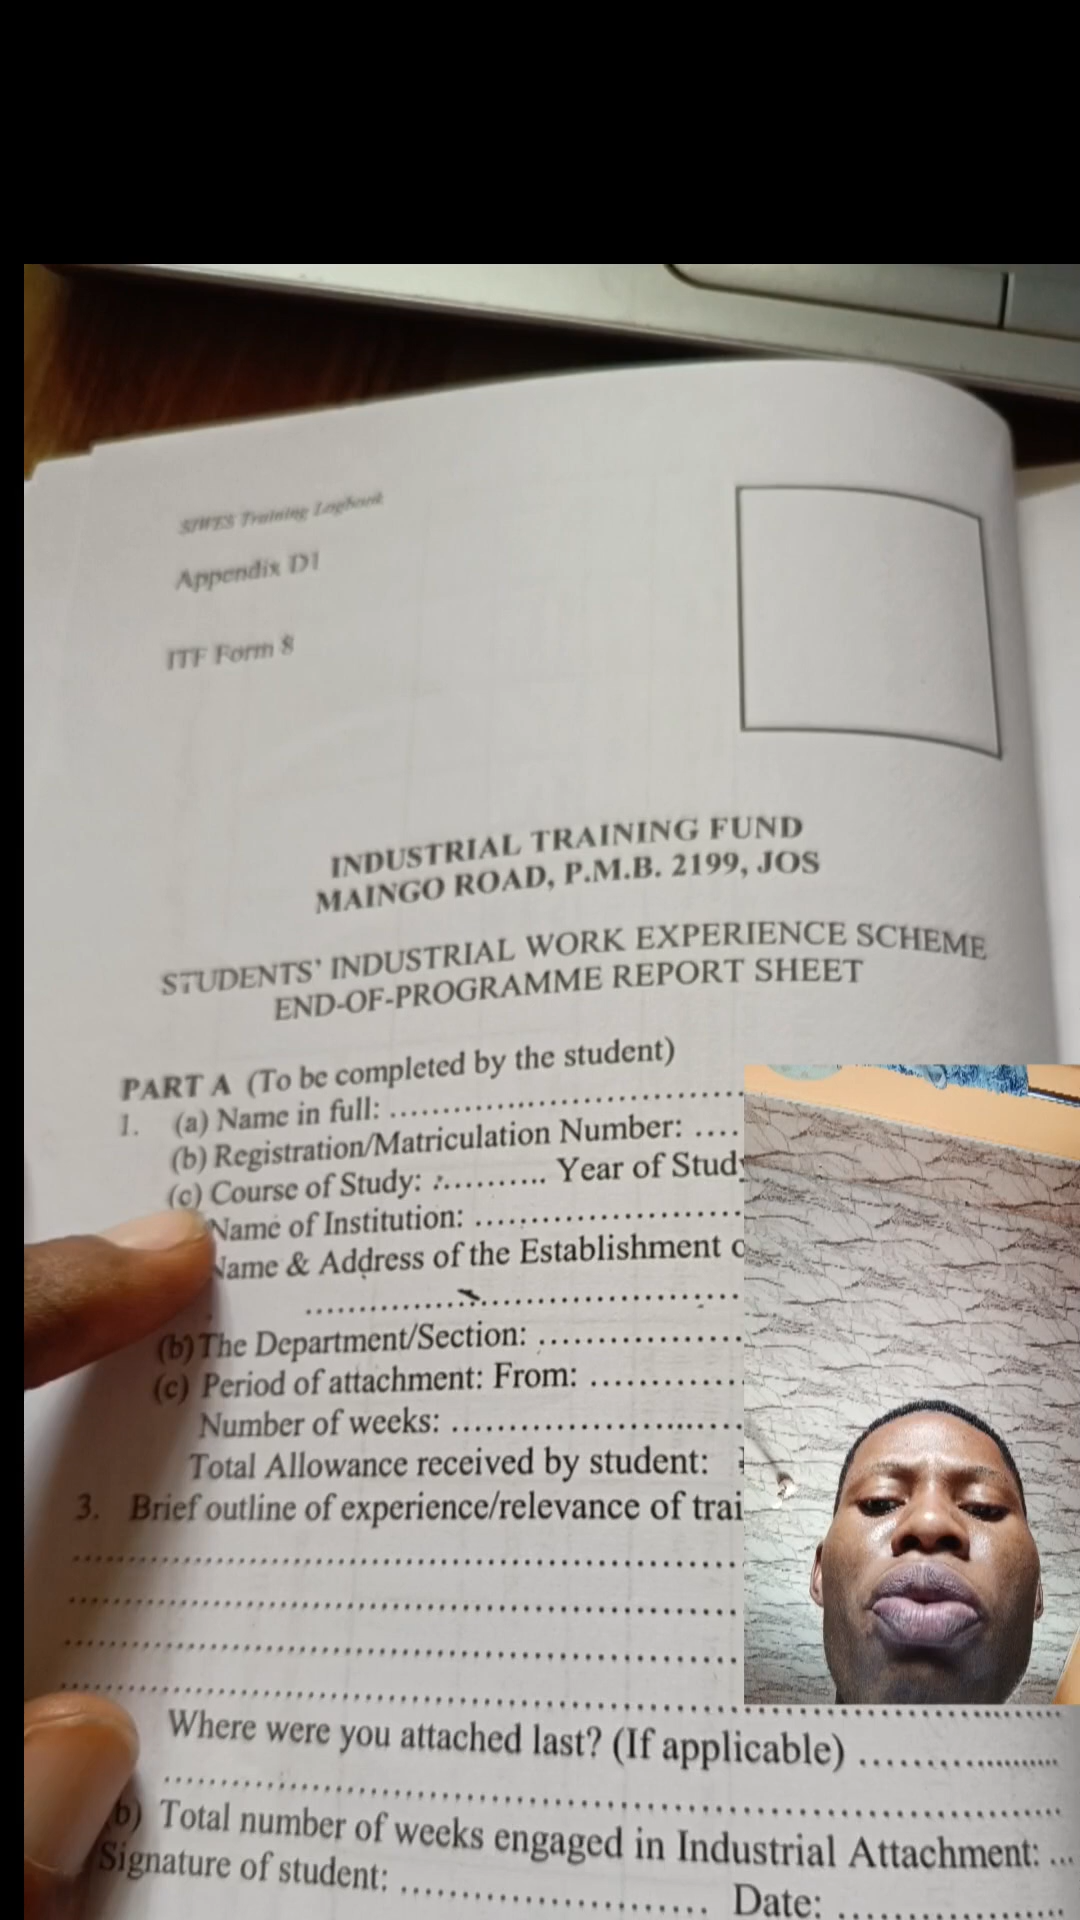 SIWES Training Logbook
Appendix D1
ITF Form 8
INDUSTRIAL TRAINING FUND
MAINGO ROAD, P.M.B. 2199, JOS
STUDENTS' INDUSTRIAL WORK EXPERIENCE SCHEME
END-OF-PROGRAMME REPORT SHEET
PART A (To be completed by the student)
1. (a) Name in full: ........................................
(b) Registration/Matriculation Number: ....
(c) Course of Study: :.......... Year of Study
Name of Institution: ..........................
Name & Address of the Establishment
........................................
(b) The Department/Section: ..................
(c) Period of attachment: From: .............
Number of weeks: ..........................
Total Allowance received by student:
3. Brief outline of experience/relevance of trai
............................................................
............................................................
............................................................
............................................................
Where were you attached last? (If applicable) ....................
............................................................
b) Total number of weeks engaged in Industrial Attachment: ...
Signature of student: .......................... Date: ..................